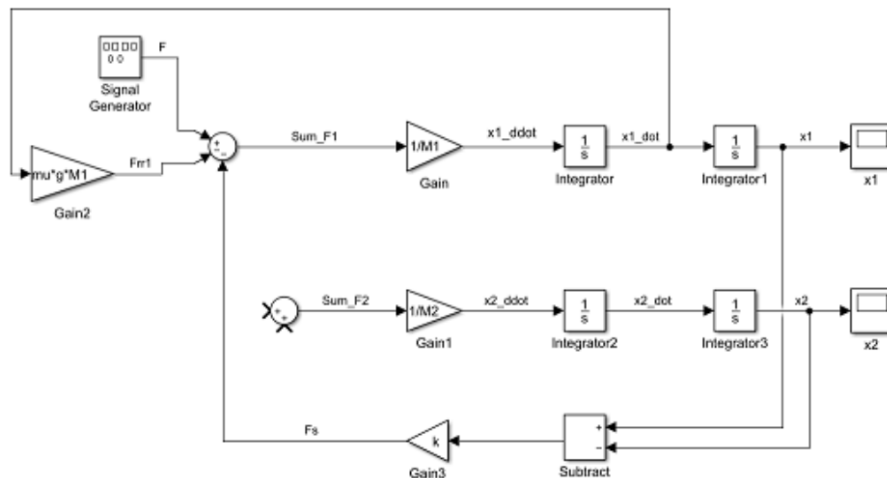 F
Signal
Generator
Frr1
mu*g*M1
Gain2
+
−
−
Sum_F1
1/M1
Gain
x1_ddot
1
s
Integrator
x1_dot
1
s
Integrator1
x1
x1
+
+
Sum_F2
1/M2
Gain1
x2_ddot
1
s
Integrator2
x2_dot
1
s
Integrator3
x2
x2
Fs
k
Gain3
+
−
Subtract